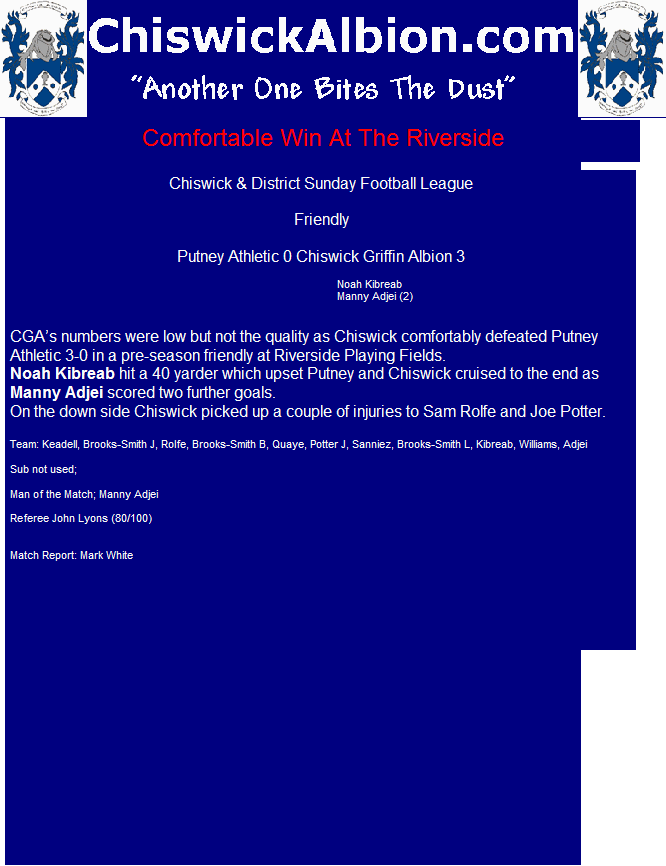 ChiswickAlbion.com
“Another One Bites The Dust”
Comfortable Win At The Riverside
Chiswick & District Sunday Football League
Friendly
Putney Athletic 0 Chiswick Griffin Albion 3
Noah Kibreab
Manny Adjei (2)
CGA’s numbers were low but not the quality as Chiswick comfortably defeated Putney
Athletic 3-0 in a pre-season friendly at Riverside Playing Fields.
Noah Kibreab hit a 40 yarder which upset Putney and Chiswick cruised to the end as
Manny Adjei scored two further goals.
On the down side Chiswick picked up a couple of injuries to Sam Rolfe and Joe Potter.
Team: Keadell, Brooks-Smith J, Rolfe, Brooks-Smith B, Quaye, Potter J, Sanniez, Brooks-Smith L, Kibreab, Williams, Adjei
Sub not used;
Man of the Match; Manny Adjei
Referee John Lyons (80/100)
Match Report: Mark White